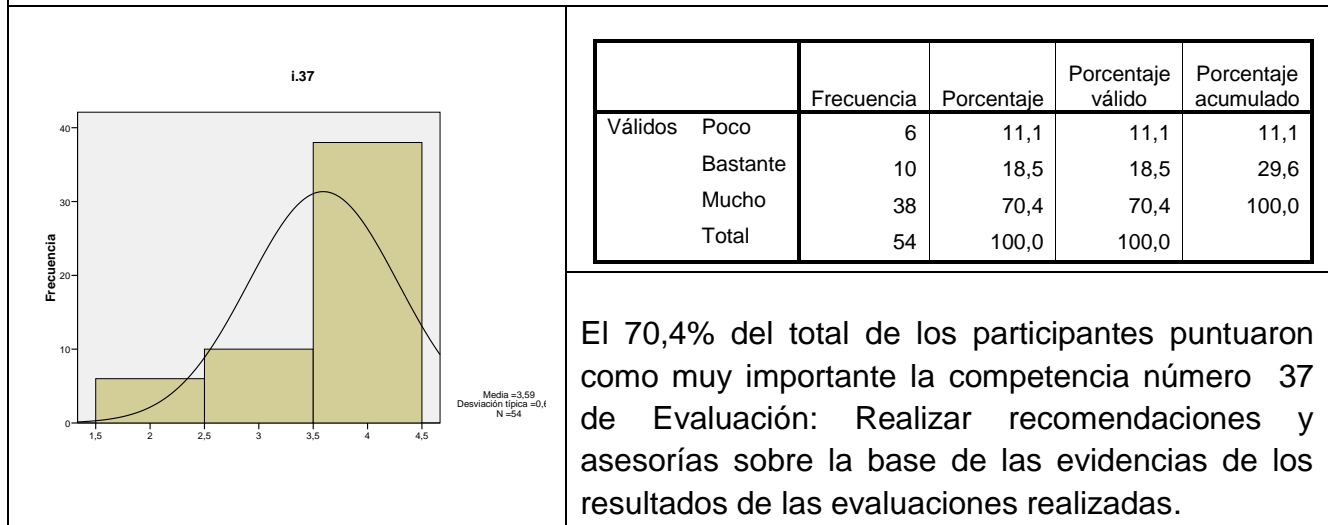 i.37
Frecuencia
40
30
20
10
0
1,5 2 2,5 3 3,5 4 4,5
Media =3,59
Desviación típica =0,6
N =54
Frecuencia Porcentaje Porcentaje válido Porcentaje acumulado
Válidos Poco 6 11,1 11,1 11,1
Bastante 10 18,5 18,5 29,6
Mucho 38 70,4 70,4 100,0
Total 54 100,0 100,0
El 70,4% del total de los participantes puntuaron
como muy importante la competencia número 37
de Evaluación: Realizar recomendaciones y
asesorías sobre la base de las evidencias de los
resultados de las evaluaciones realizadas.